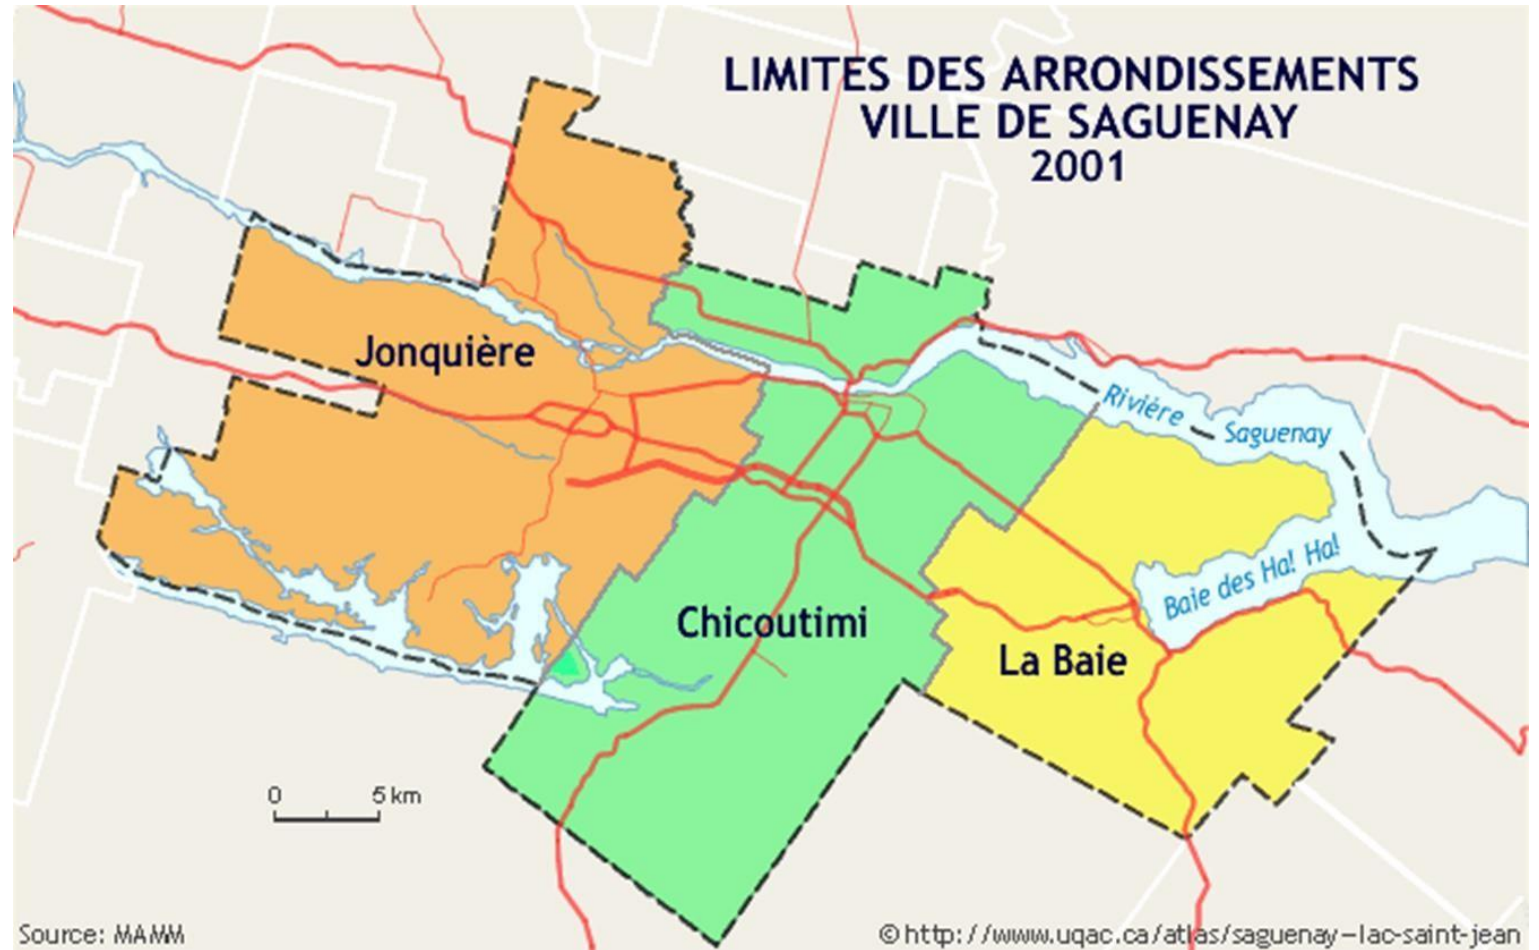 LIMITES DES ARRONDISSEMENTS
VILLE DE SAGUENAY
2001
Jonquière
Rivière
Saguenay
Baie des Ha! Ha!
Chicoutimi
La Baie
0 5 km
Source: MAMM
©http://www.uqac.ca/atlas/saguenay-lac-saint-jean